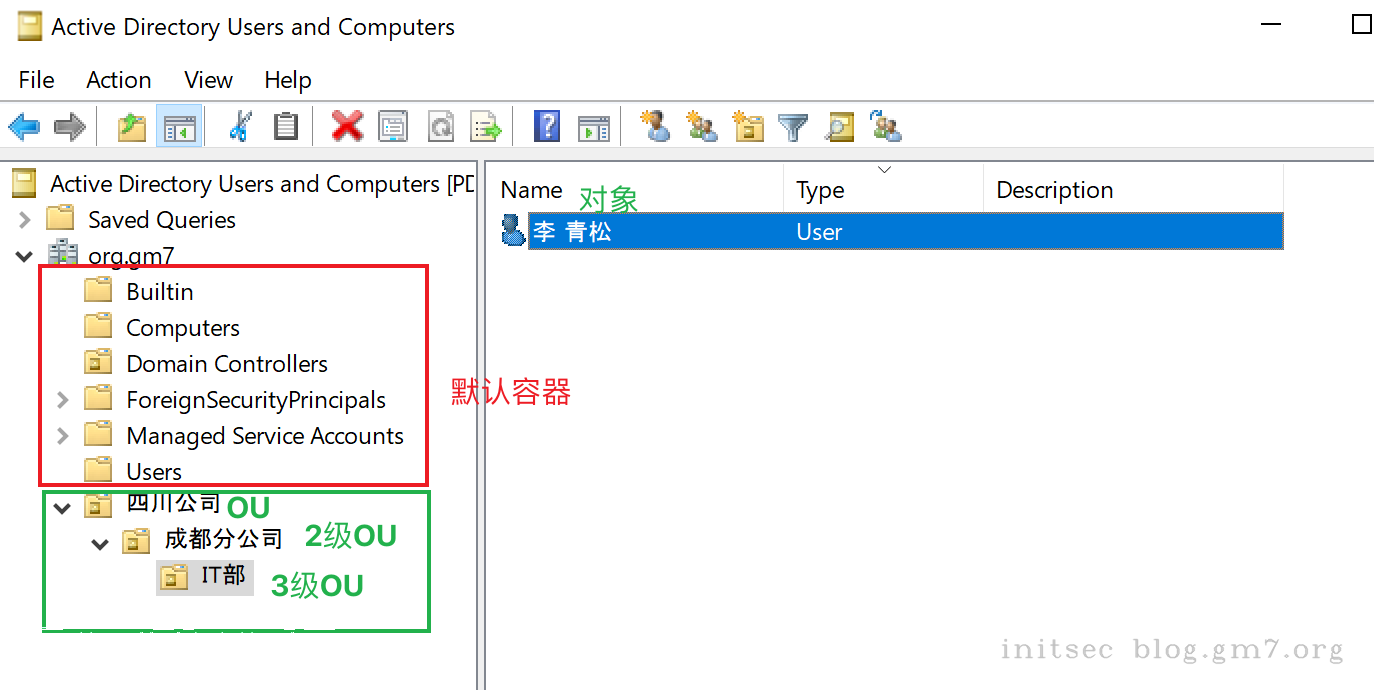 Active Directory Users and Computers
File Action View Help
Active Directory Users and Computers [PD
Saved Queries
org.gm7
Builtin
Computers
Domain Controllers
ForeignSecurityPrincipals
Managed Service Accounts
Users
默认容器
四川公司 OU
成都分公司 2级OU
IT部 3级OU
Name 对象 Type Description
李 青松 User
initsec blog.gm7.org